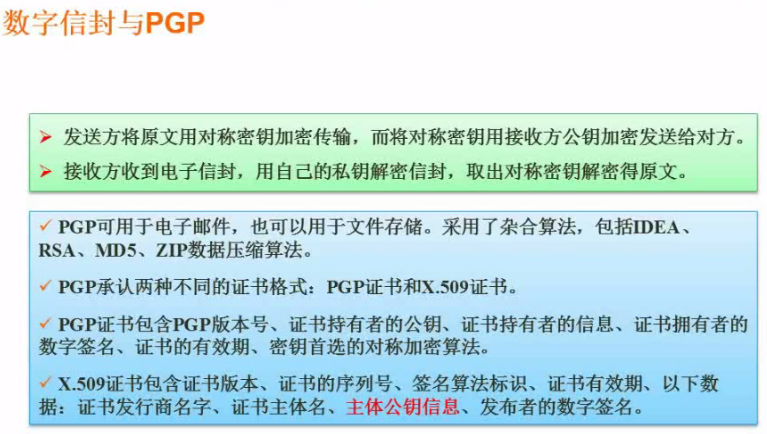 数字信封与PGP
➢ 发送方将原文用对称密钥加密传输，而将对称密钥用接收方公钥加密发送给对方。
➢ 接收方收到电子信封，用自己的私钥解密信封，取出对称密钥解密得原文。
✓ PGP可用于电子邮件，也可以用于文件存储。采用了杂合算法，包括IDEA、
RSA、MD5、ZIP数据压缩算法。
✓ PGP承认两种不同的证书格式：PGP证书和X.509证书。
✓ PGP证书包含PGP版本号、证书持有者的公钥、证书持有者的信息、证书拥有者的
数字签名、证书的有效期、密钥首选的对称加密算法。
✓ X.509证书包含证书版本、证书的序列号、签名算法标识、证书有效期、以下数
据：证书发行商名字、证书主体名、主体公钥信息、发布者的数字签名。